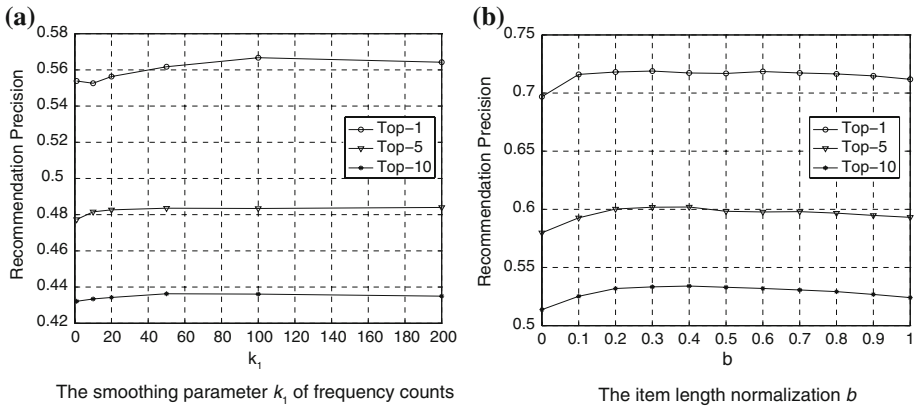 (a)
Recommendation Precision
0.58
0.56
0.54
0.52
0.5
0.48
0.46
0.44
0.42
Top−1
Top−5
Top−10
0 20 40 60 80 100 120 140 160 180 200
k1
The smoothing parameter k1 of frequency counts
(b)
Recommendation Precision
0.75
0.7
0.65
0.6
0.55
0.5
Top−1
Top−5
Top−10
0 0.1 0.2 0.3 0.4 0.5 0.6 0.7 0.8 0.9 1
b
The item length normalization b